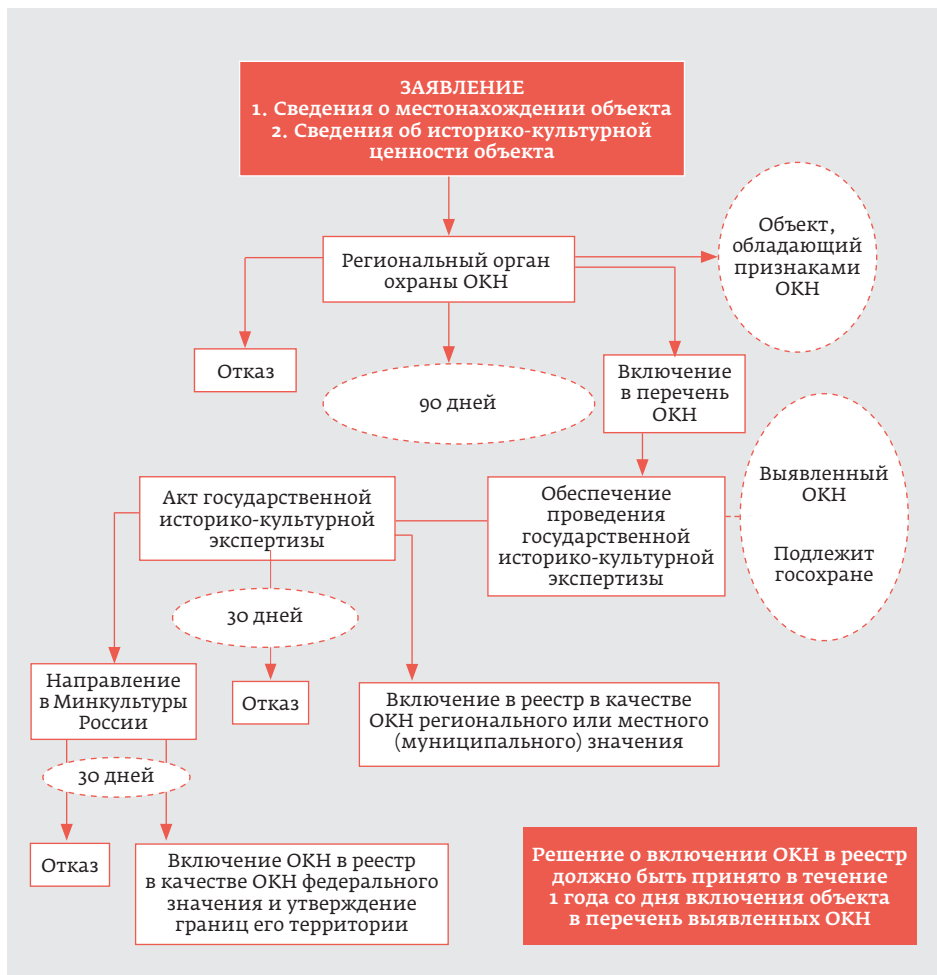 ЗАЯВЛЕНИЕ
1. Сведения о местонахождении объекта
2. Сведения об историко-культурной
ценности объекта
Региональный орган
охраны ОКН
Объект,
обладающий
признаками
ОКН
Отказ
90 дней
Включение
в перечень
ОКН
Акт государственной
историко-культурной
экспертизы
Обеспечение
проведения
государственной
историко-культурной
экспертизы
Выявленный
ОКН
Подлежит
госохране
30 дней
Направление
в Минкультуры
России
Отказ
Включение в реестр в качестве
ОКН регионального или местного
(муниципального) значения
30 дней
Отказ
Включение ОКН в реестр
в качестве ОКН федерального
значения и утверждение
границ его территории
Решение о включении ОКН в реестр
должно быть принято в течение
1 года со дня включения объекта
в перечень выявленных ОКН